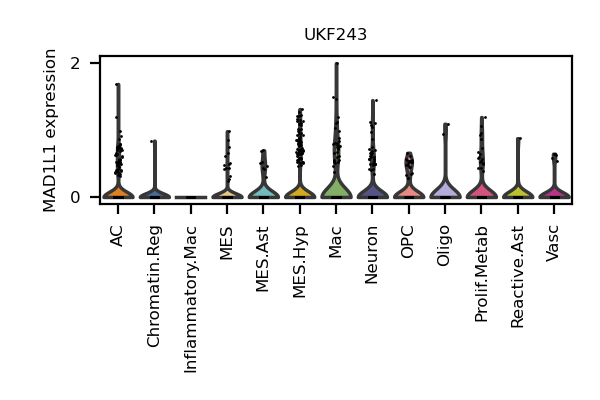 UKF243
MAD1L1 expression
2
0
AC
Chromatin.Reg
Inflammatory.Mac
MES
MES.Ast
MES.Hyp
Mac
Neuron
OPC
Oligo
Prolif.Metab
Reactive.Ast
Vasc